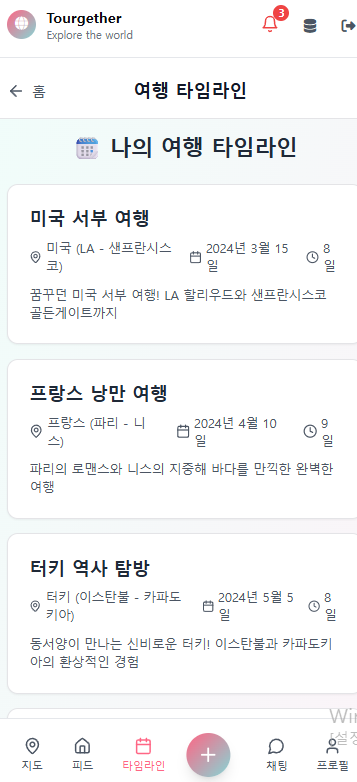 Tourgether
Explore the world
3
홈
여행 타임라인
나의 여행 타임라인
미국 서부 여행
미국 (LA - 샌프란시스
코)
2024년 3월 15
일
8
일
꿈꾸던 미국 서부 여행! LA 할리우드와 샌프란시스코
골든게이트까지
프랑스 낭만 여행
프랑스 (파리 - 니
스)
2024년 4월 10
일
9
일
파리의 로맨스와 니스의 지중해 바다를 만끽한 완벽한
여행
터키 역사 탐방
터키 (이스탄불 - 카파도
키아)
2024년 5월 5
일
8
일
동서양이 만나는 신비로운 터키! 이스탄불과 카파도키
아의 환상적인 경험
지도
피드
타임라인
채팅
프로필